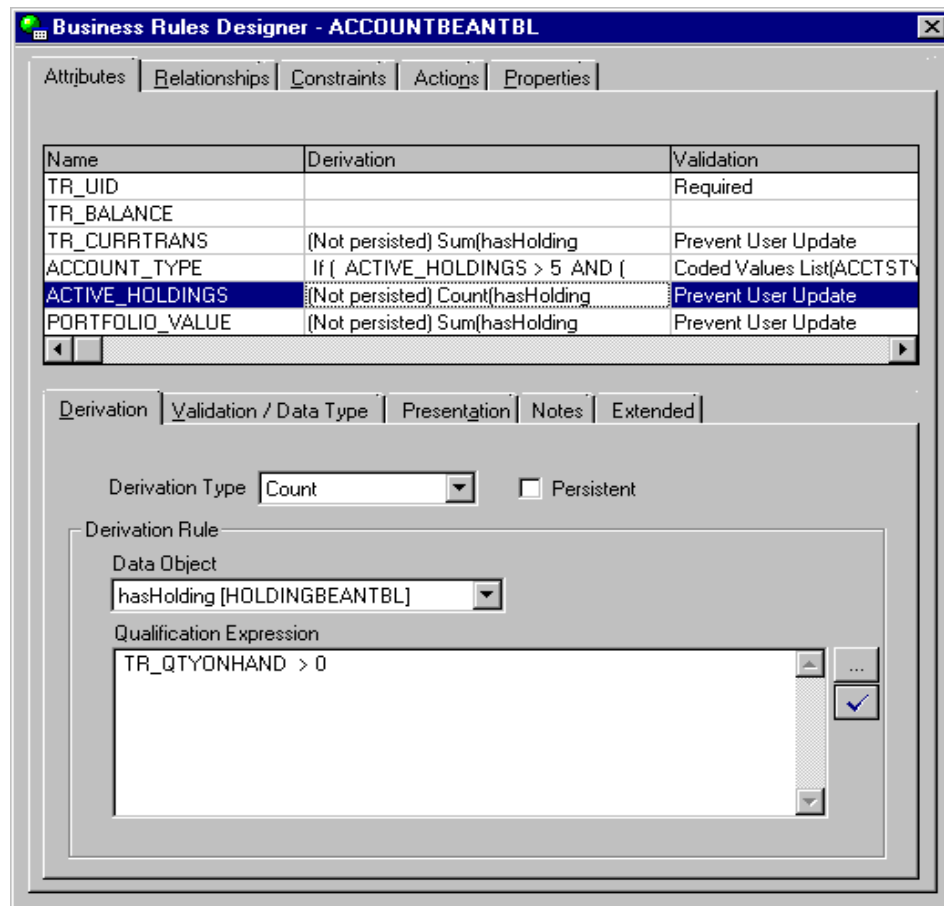 Business Rules Designer - ACCOUNTBEANTBL
Attributes Relationships Constraints Actions Properties
Name Derivation Validation
TR_UID Required
TR_BALANCE
TR_CURRTRANS (Not persisted) Sum(hasHolding Prevent User Update
ACCOUNT_TYPE If ( ACTIVE_HOLDINGS > 5 AND ( Coded Values List(ACCTSTY
ACTIVE_HOLDINGS (Not persisted) Count(hasHolding Prevent User Update
PORTFOLIO_VALUE (Not persisted) Sum(hasHolding Prevent User Update
Derivation Validation / Data Type Presentation Notes Extended
Derivation Type Count Persistent
Derivation Rule
Data Object
hasHolding [HOLDINGBEANTBL]
Qualification Expression
TR_QTYONHAND > 0
...